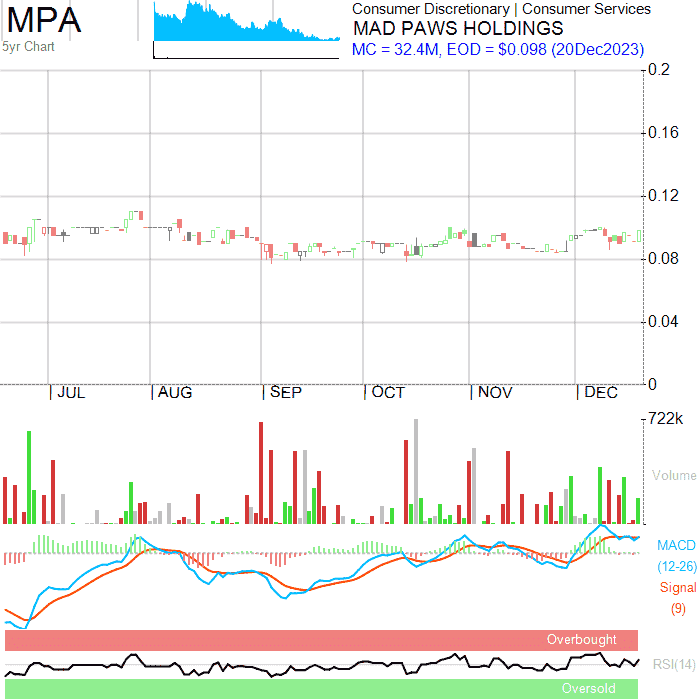 MPA
5yr Chart
Consumer Discretionary | Consumer Services
MAD PAWS HOLDINGS
MC = 32.4M, EOD = $0.098 (20Dec2023)
0.2
0.16
0.12
0.08
0.04
0
JUL AUG SEP OCT NOV DEC
722k
Volume
MACD
(12-26)
Signal
(9)
Overbought
RSI(14)
Oversold